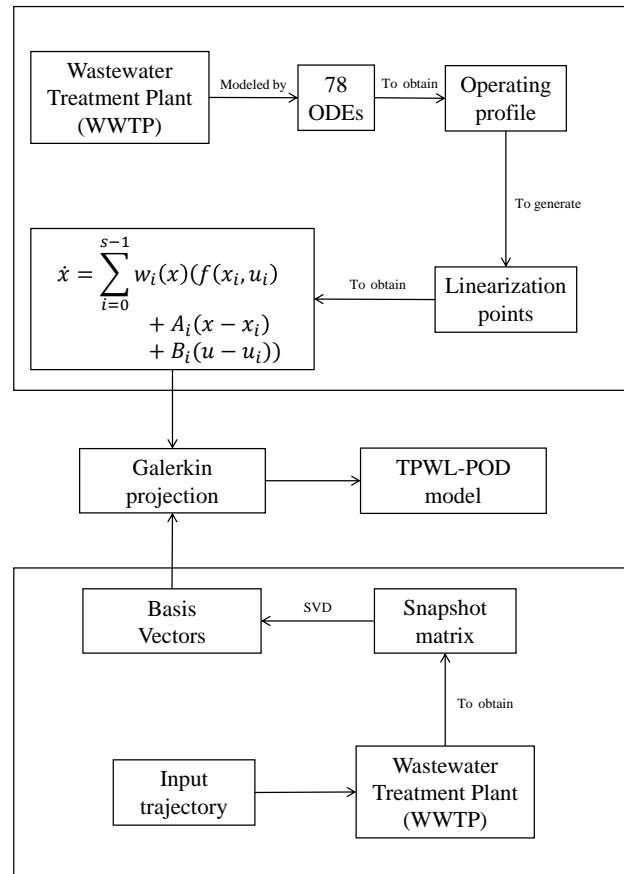 Wastewater
Treatment Plant
(WWTP)
Modeled by
78
ODEs
To obtain
Operating
profile
To generate
Linearization
points
To obtain
ẋ = ∑_{i=0}^{s−1} w_i(x)(f(x_i, u_i)
+ A_i(x − x_i)
+ B_i(u − u_i))
Galerkin
projection
TPWL-POD
model
Basis
Vectors
SVD
Snapshot
matrix
To obtain
Input
trajectory
Wastewater
Treatment Plant
(WWTP)